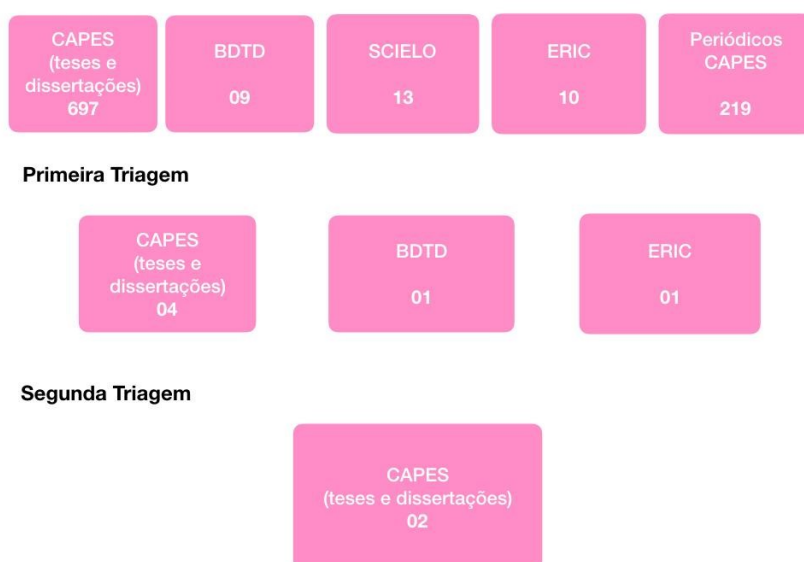 CAPES
(teses e
dissertações)
697
BDTD
09
SCIELO
13
ERIC
10
Periódicos
CAPES
219
Primeira Triagem
CAPES
(teses e
dissertações)
04
BDTD
01
ERIC
01
Segunda Triagem
CAPES
(teses e dissertações)
02